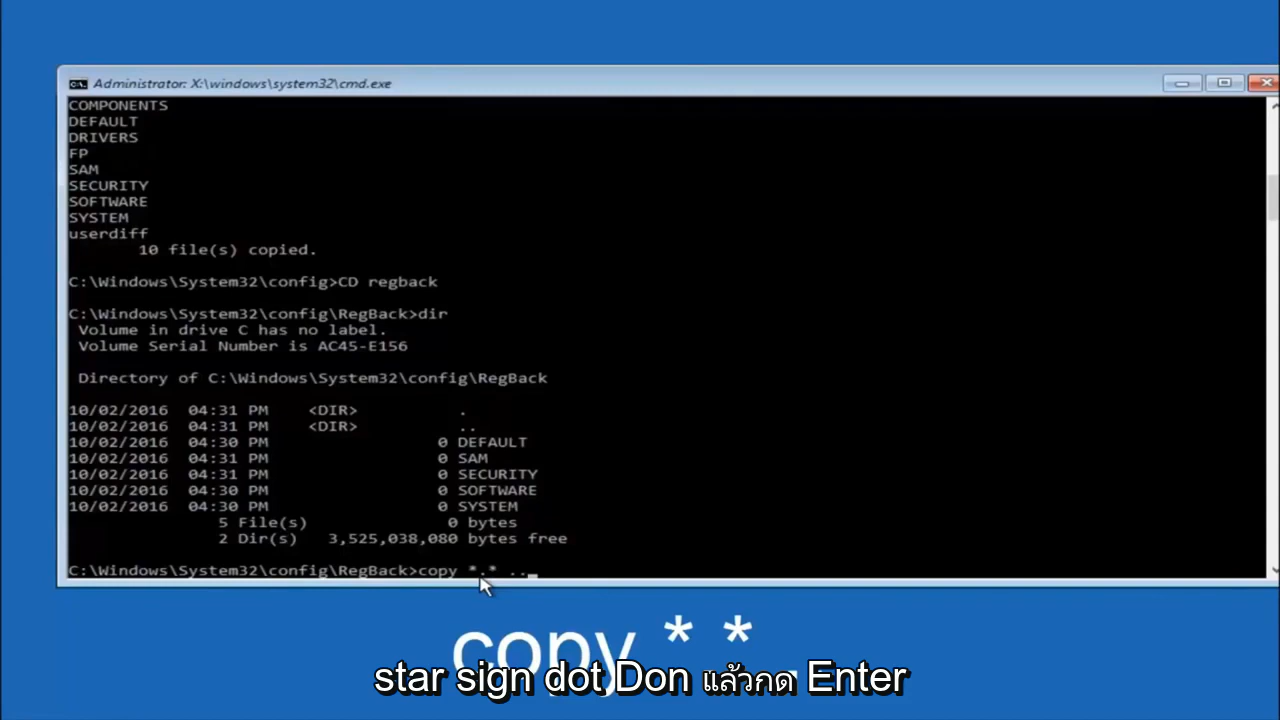 Administrator: X:\windows\system32\cmd.exe
COMPONENTS
DEFAULT
DRIVERS
FP
SAM
SECURITY
SOFTWARE
SYSTEM
userdiff
10 file(s) copied.
C:\Windows\System32\config>CD regback
C:\Windows\System32\config\RegBack>dir
Volume in drive C has no label.
Volume Serial Number is AC45-E156
Directory of C:\Windows\System32\config\RegBack
10/02/2016 04:31 PM <DIR> .
10/02/2016 04:31 PM <DIR> ..
10/02/2016 04:30 PM 0 DEFAULT
10/02/2016 04:31 PM 0 SAM
10/02/2016 04:31 PM 0 SECURITY
10/02/2016 04:30 PM 0 SOFTWARE
10/02/2016 04:30 PM 0 SYSTEM
5 File(s) 0 bytes
2 Dir(s) 3,525,038,080 bytes free
C:\Windows\System32\config\RegBack>copy *.* .._
copy * *
star sign dot Don แล้วกด Enter